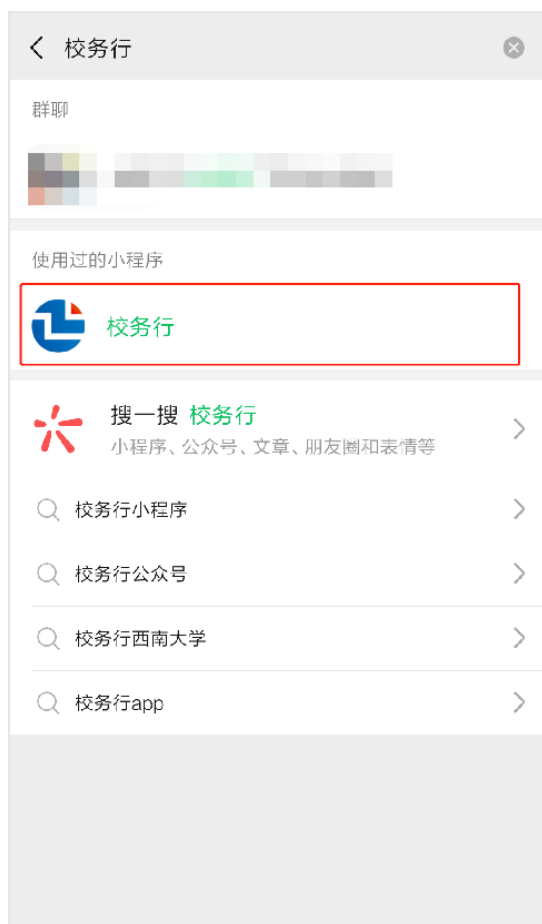 校务行
群聊
使用过的小程序
校务行
搜一搜 校务行
小程序、公众号、文章、朋友圈和表情等
校务行小程序
校务行公众号
校务行西南大学
校务行app